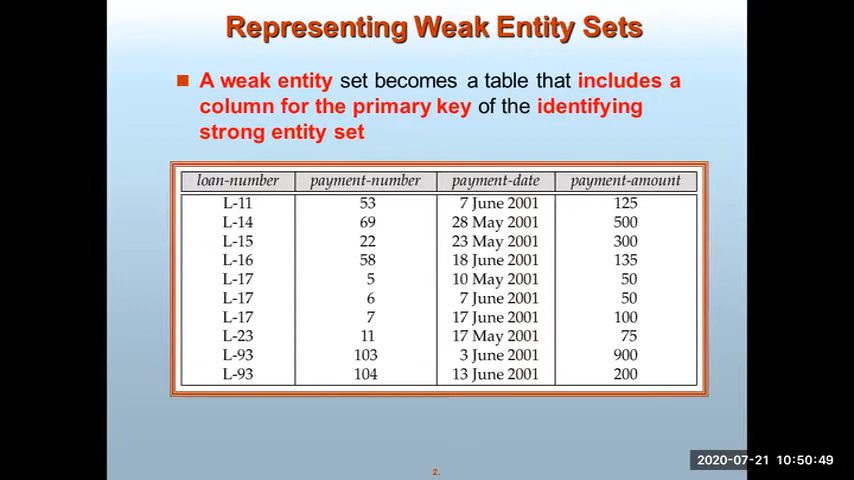 Representing Weak Entity Sets
A weak entity set becomes a table that includes a
column for the primary key of the identifying
strong entity set
loan-number payment-number payment-date payment-amount
L-11 53 7 June 2001 125
L-14 69 28 May 2001 500
L-15 22 23 May 2001 300
L-16 58 18 June 2001 135
L-17 5 10 May 2001 50
L-17 6 7 June 2001 50
L-17 7 17 June 2001 100
L-23 11 17 May 2001 75
L-93 103 3 June 2001 900
L-93 104 13 June 2001 200
2.
2020-07-21 10:50:49